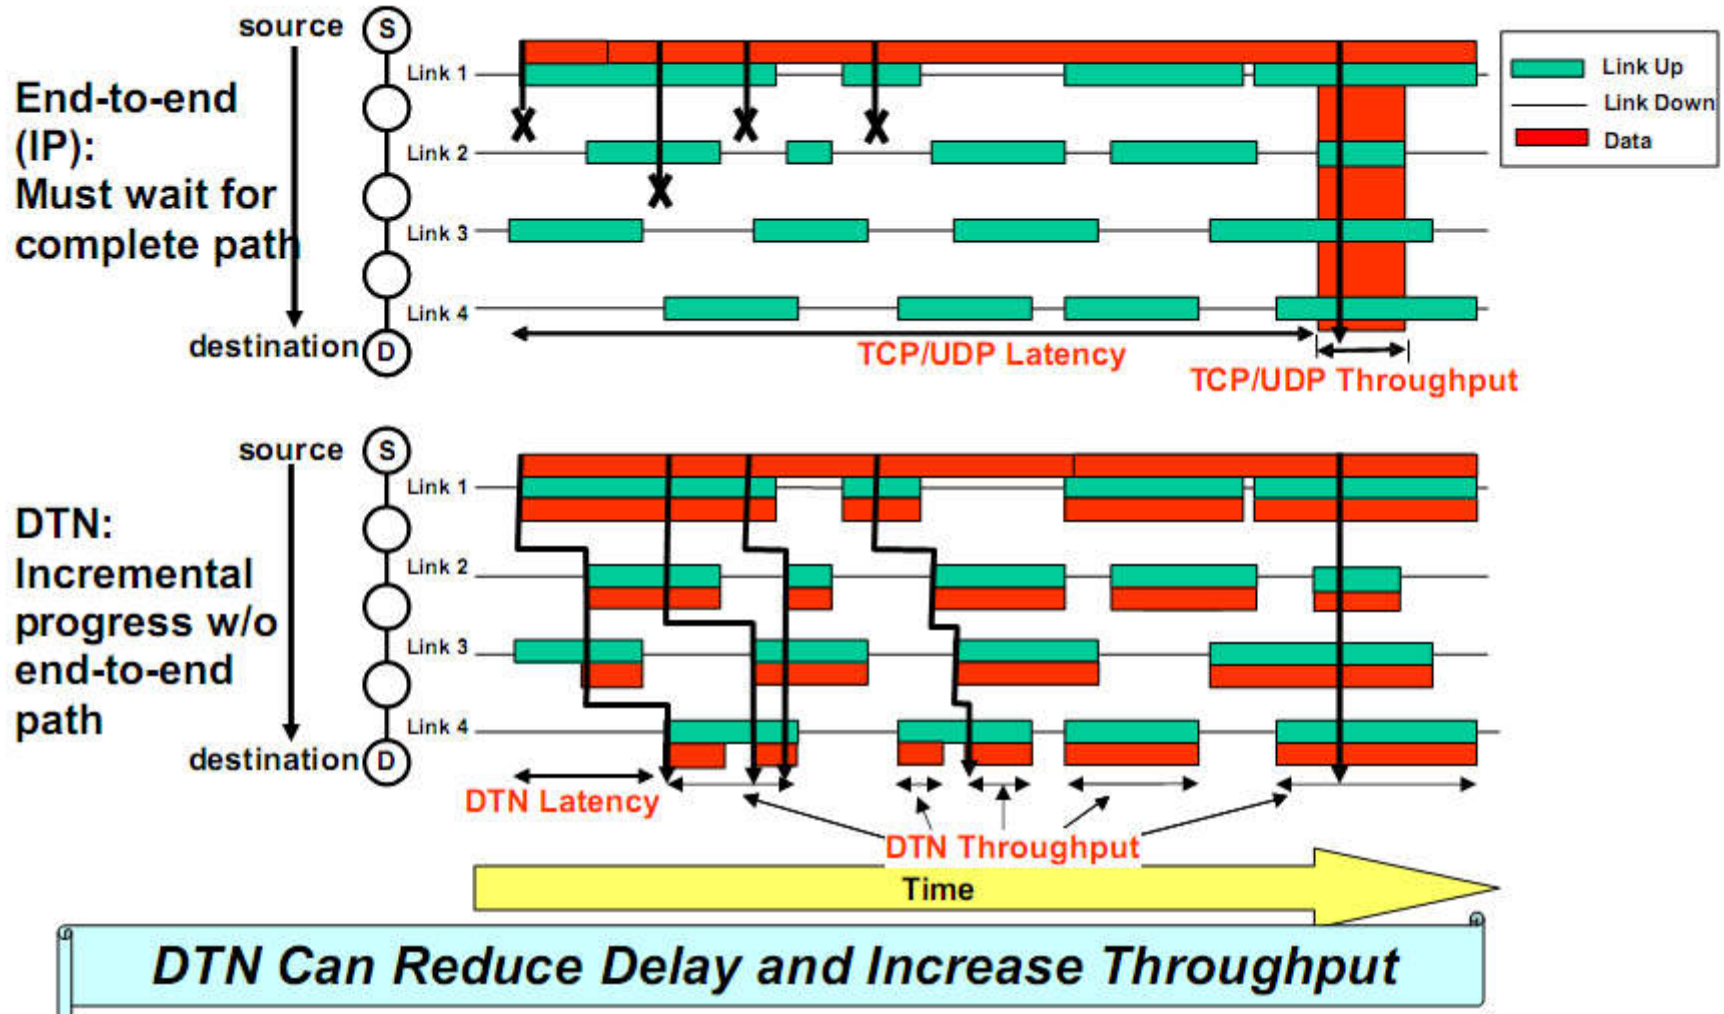 source
S
End-to-end
(IP):
Must wait for
complete path
destination
D
Link 1
Link 2
Link 3
Link 4
TCP/UDP Latency
TCP/UDP Throughput
Link Up
Link Down
Data
source
S
DTN:
Incremental
progress w/o
end-to-end
path
destination
D
Link 1
Link 2
Link 3
Link 4
DTN Latency
DTN Throughput
Time
DTN Can Reduce Delay and Increase Throughput